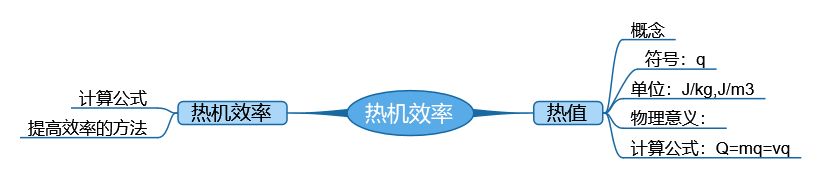 热机效率
热机效率
计算公式
提高效率的方法
热值
概念
符号：q
单位：J/kg,J/m3
物理意义：
计算公式：Q=mq=vq